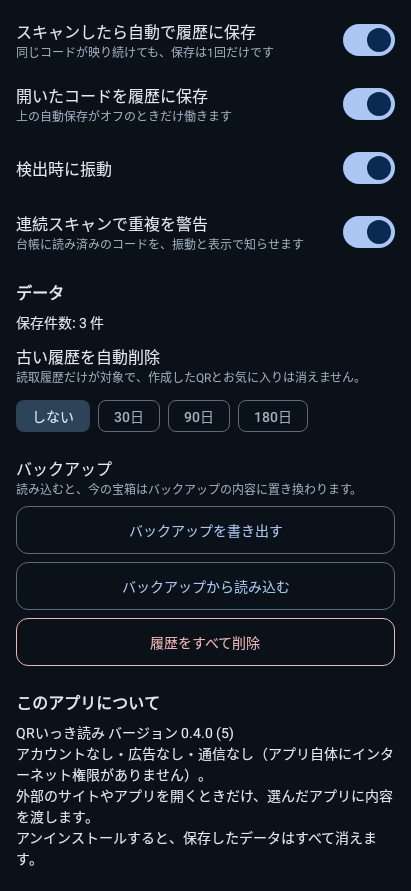 スキャンしたら自動で履歴に保存
同じコードが映り続けても、保存は1回だけです
開いたコードを履歴に保存
上の自動保存がオフのときだけ働きます
検出時に振動
連続スキャンで重複を警告
台帳に読み済みのコードを、振動と表示で知らせます
データ
保存件数: 3 件
古い履歴を自動削除
読取履歴だけが対象で、作成したQRとお気に入りは消えません。
しない 30日 90日 180日
バックアップ
読み込むと、今の宝箱はバックアップの内容に置き換わります。
バックアップを書き出す
バックアップから読み込む
履歴をすべて削除
このアプリについて
QRいっき読み バージョン 0.4.0 (5)
アカウントなし・広告なし・通信なし（アプリ自体にインタ
ーネット権限がありません）。
外部のサイトやアプリを開くときだけ、選んだアプリに内容
を渡します。
アンインストールすると、保存したデータはすべて消えま
す。